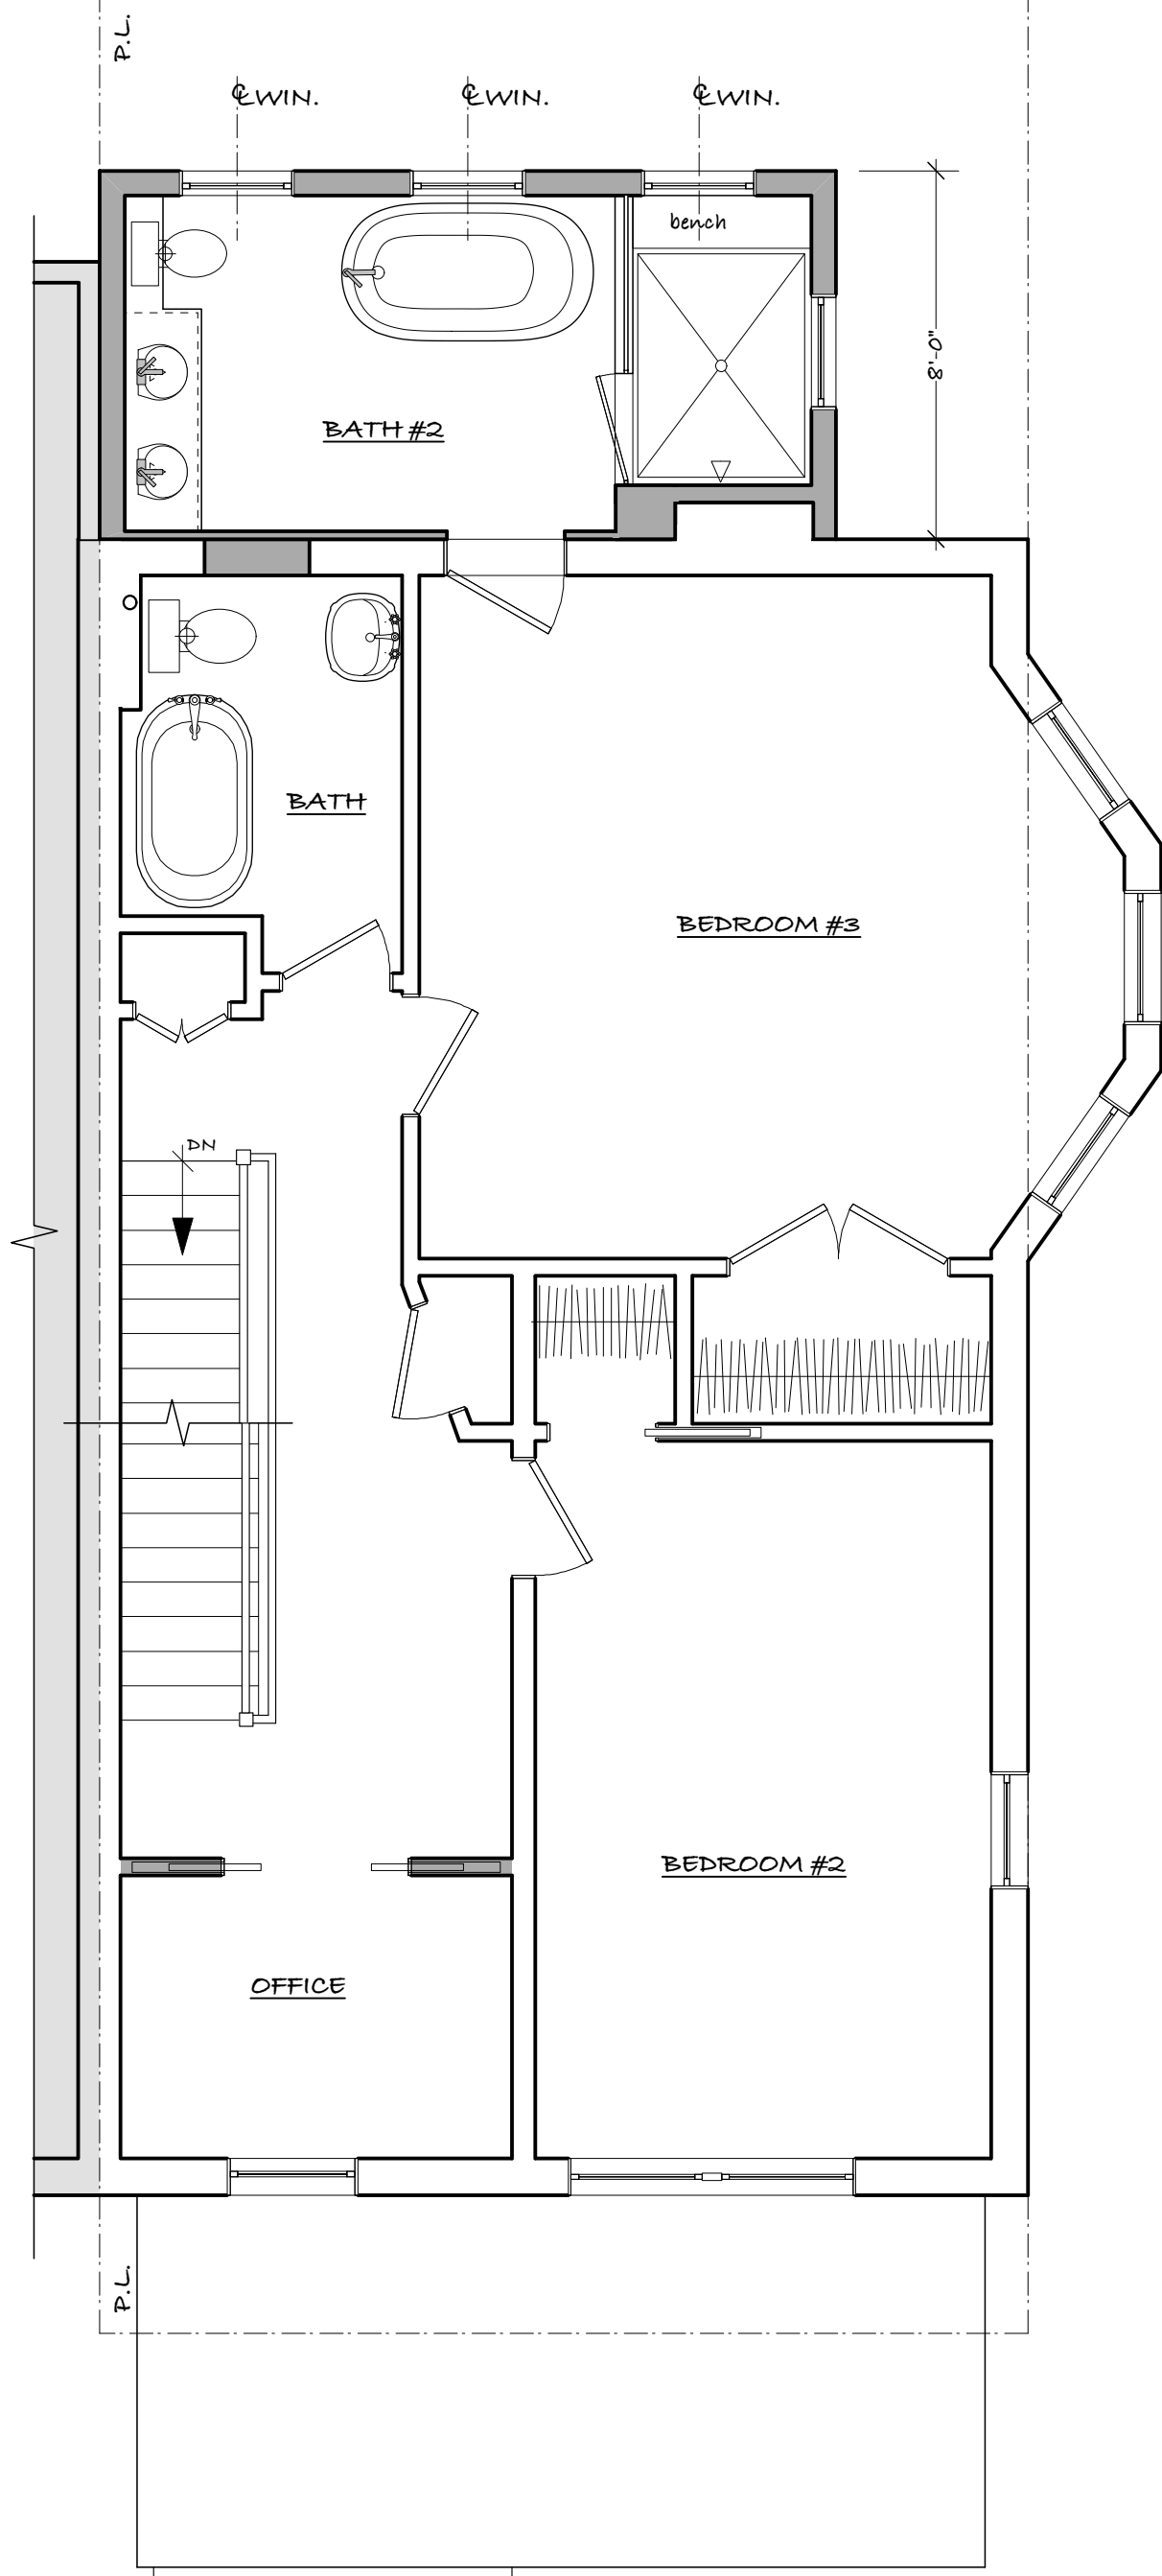 P.L.
℄ WIN.
℄ WIN.
℄ WIN.
bench
8'-0"
BATH #2
BATH
BEDROOM #3
DN
BEDROOM #2
OFFICE
P.L.